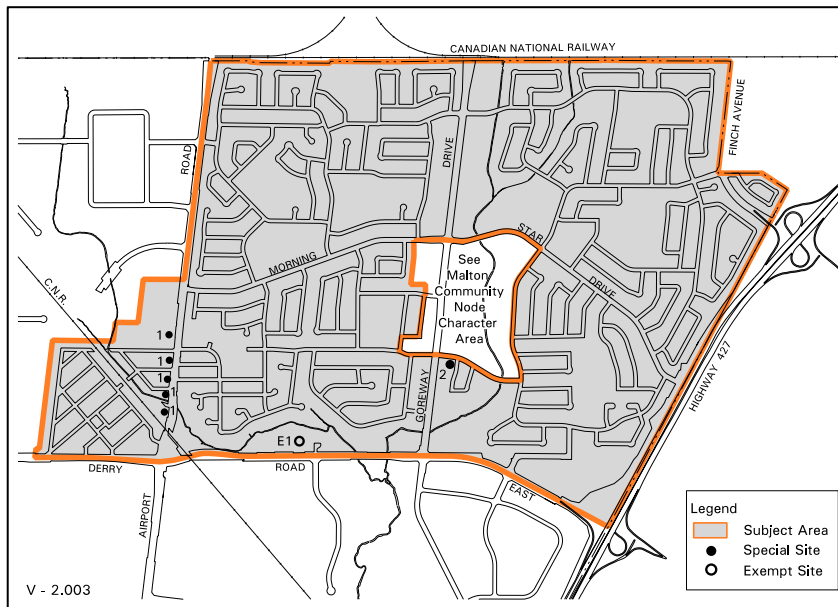 CANADIAN NATIONAL RAILWAY
FINCH AVENUE
ROAD
DRIVE
STAR
MORNING
See
Malton
Community
Node
Character
Area
DRIVE
C.N.R.
1
1
1
1
1
2
GOREWAY
HIGHWAY 427
E1
DERRY
ROAD
EAST
AIRPORT
Legend
Subject Area
Special Site
Exempt Site
V - 2.003